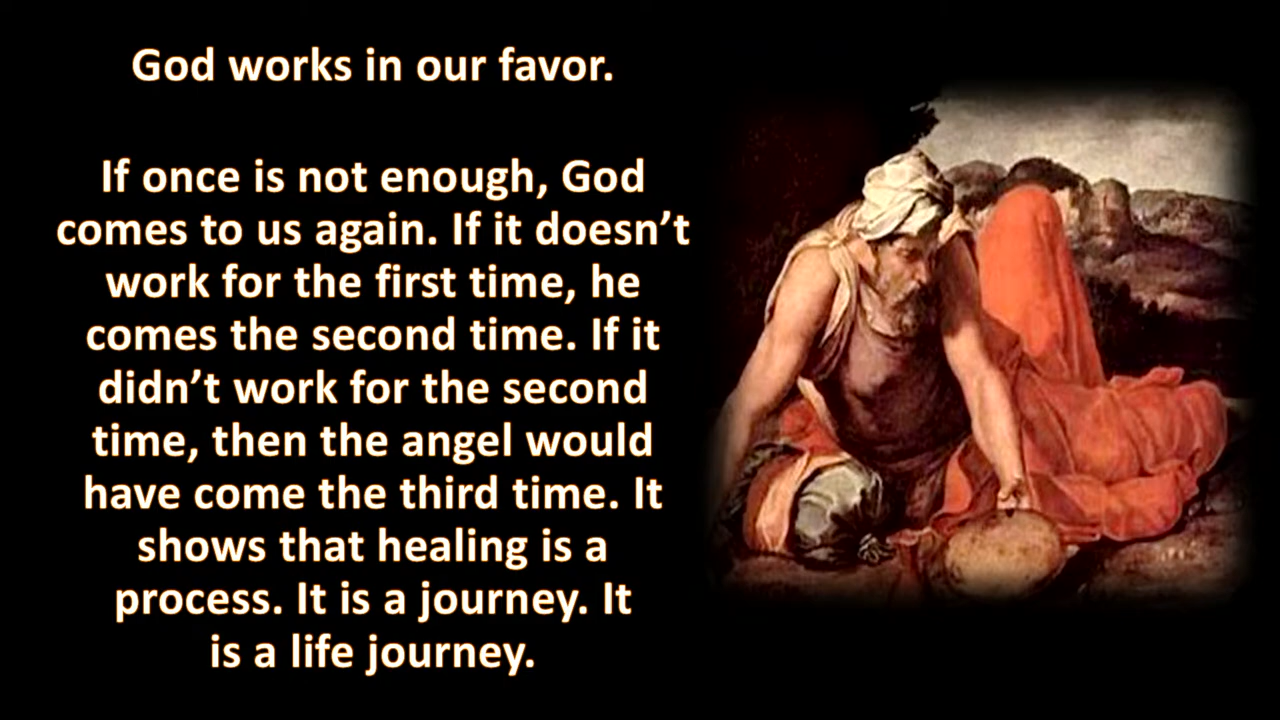 God works in our favor.
If once is not enough, God
comes to us again. If it doesn’t
work for the first time, he
comes the second time. If it
didn’t work for the second
time, then the angel would
have come the third time. It
shows that healing is a
process. It is a journey. It
is a life journey.